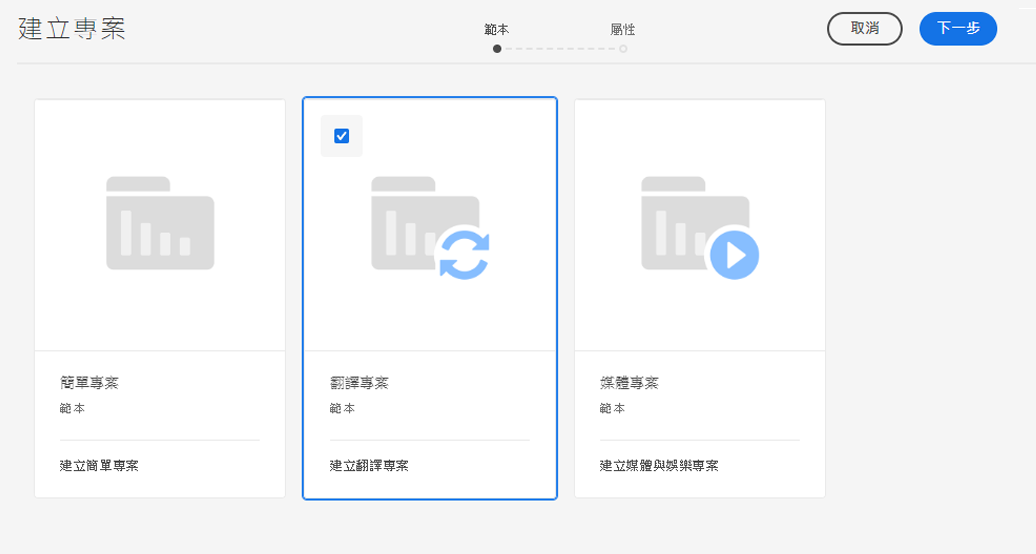 建立專案
範本
屬性
取消
下一步
簡單專案
範本
建立簡單專案
翻譯專案
範本
建立翻譯專案
媒體專案
範本
建立媒體與娛樂專案